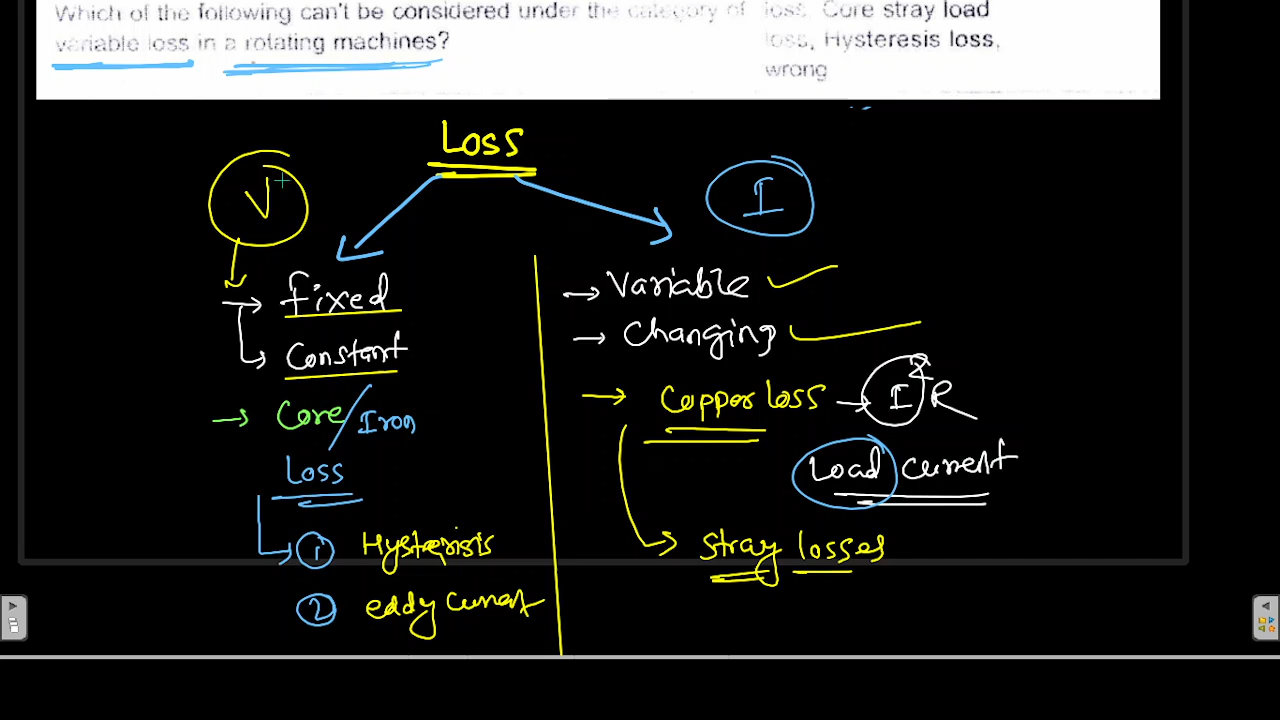 Which of the following can't be considered under the category of
variable loss in a rotating machines?
loss, Core stray load
loss, Hysteresis loss,
wrong
Loss
V
I
fixed
Constant
Core/Iron
Loss
1 Hysterisis
2 eddy current
Variable
Changing
Copper loss → I²R
Load current
Stray losses